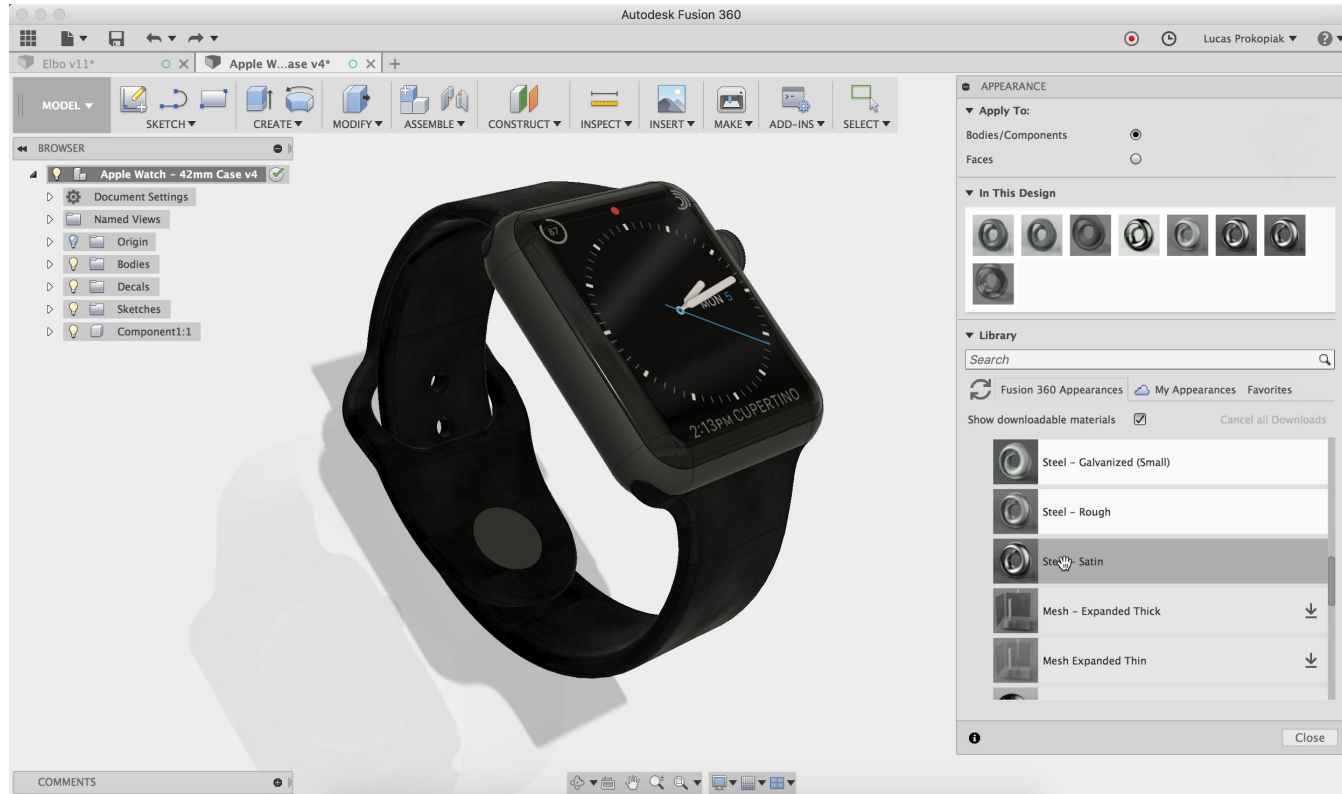 Autodesk Fusion 360
Lucas Prokopiak
Elbo v11*
Apple W...ase v4*
MODEL
SKETCH
CREATE
MODIFY
ASSEMBLE
CONSTRUCT
INSPECT
INSERT
MAKE
ADD-INS
SELECT
BROWSER
Apple Watch – 42mm Case v4
Document Settings
Named Views
Origin
Bodies
Decals
Sketches
Component1:1
87
MON 5
2:13PM CUPERTINO
APPEARANCE
Apply To:
Bodies/Components
Faces
In This Design
Library
Search
Fusion 360 Appearances
My Appearances
Favorites
Show downloadable materials
Cancel all Downloads
Steel – Galvanized (Small)
Steel – Rough
Satin
Mesh – Expanded Thick
Mesh Expanded Thin
Close
COMMENTS